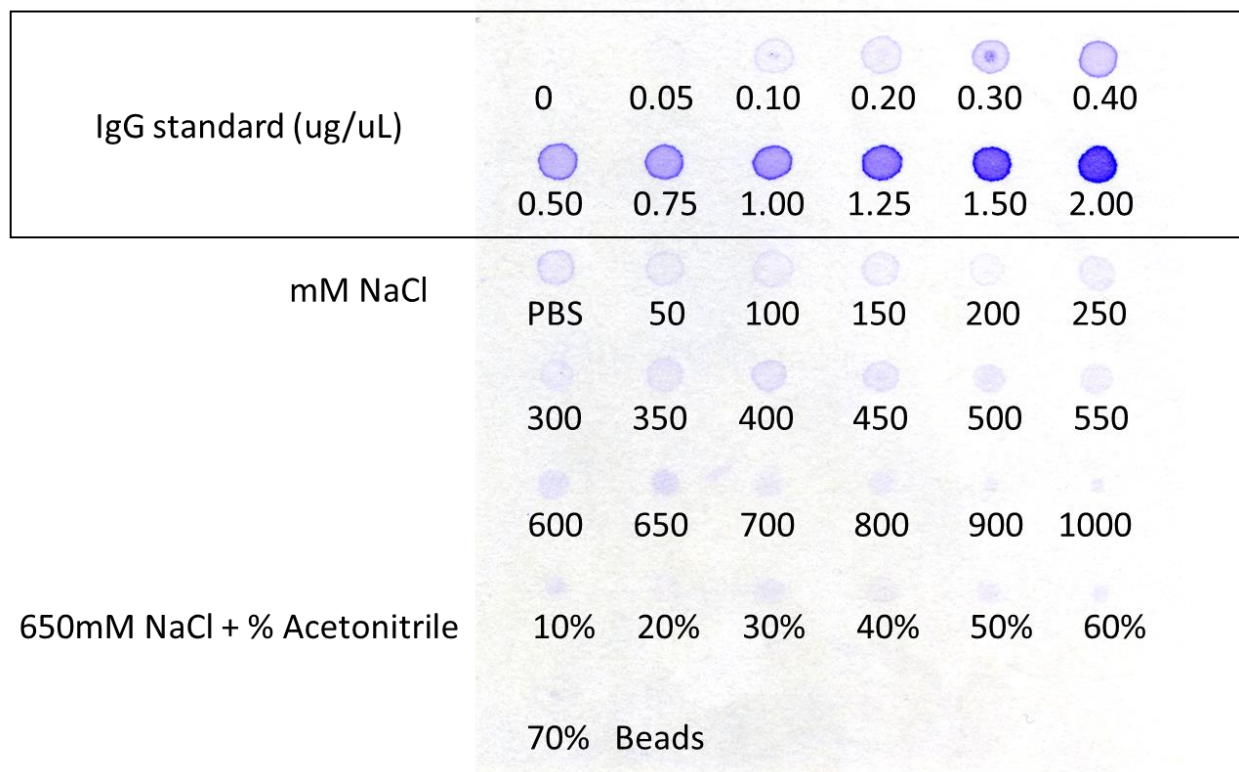 0 0.05 0.10 0.20 0.30 0.40
IgG standard (ug/uL)
0.50 0.75 1.00 1.25 1.50 2.00
mM NaCl
PBS 50 100 150 200 250
300 350 400 450 500 550
600 650 700 800 900 1000
650mM NaCl + % Acetonitrile 10% 20% 30% 40% 50% 60%
70% Beads